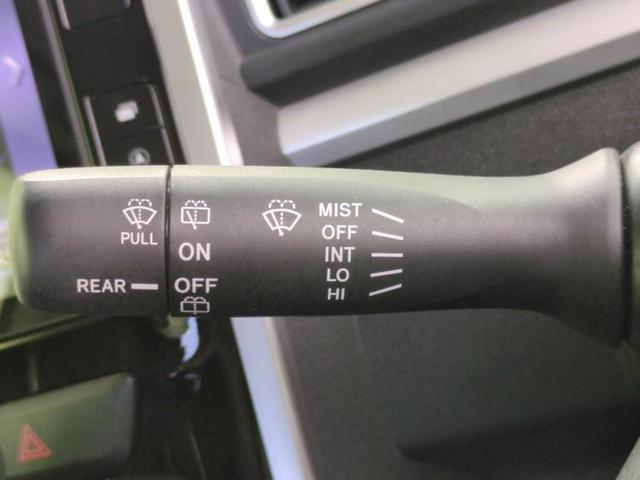 PULL
REAR
ON
OFF
MIST
OFF
INT
LO
HI